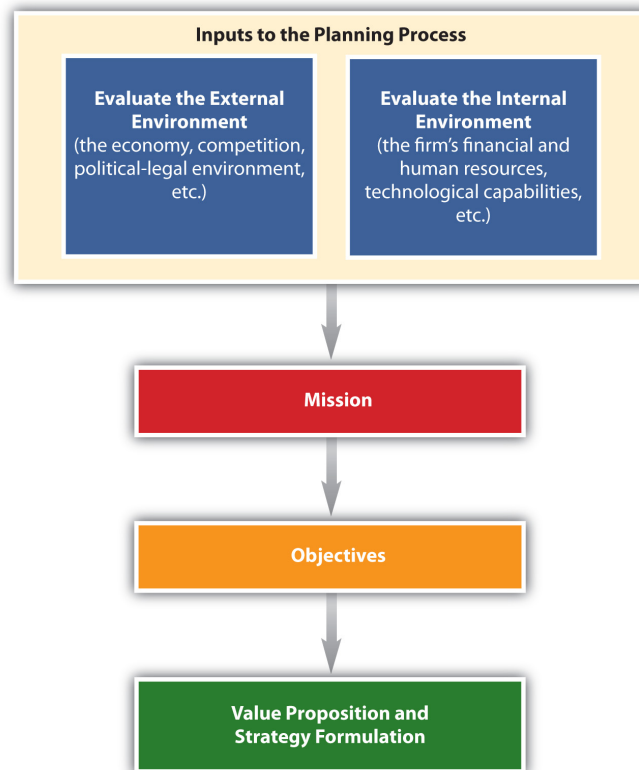 Inputs to the Planning Process
Evaluate the External
Environment
(the economy, competition,
political-legal environment,
etc.)
Evaluate the Internal
Environment
(the firm’s financial and
human resources,
technological capabilities,
etc.)
Mission
Objectives
Value Proposition and
Strategy Formulation